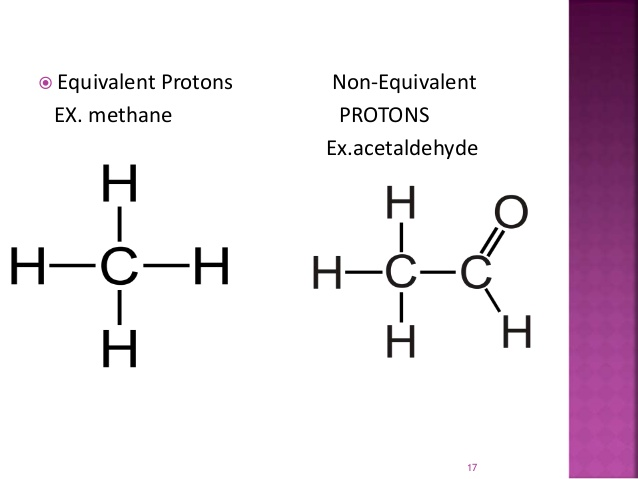 Equivalent Protons
EX. methane
Non-Equivalent
PROTONS
Ex.acetaldehyde
H
H C H
H
H O
H C C
H H
17